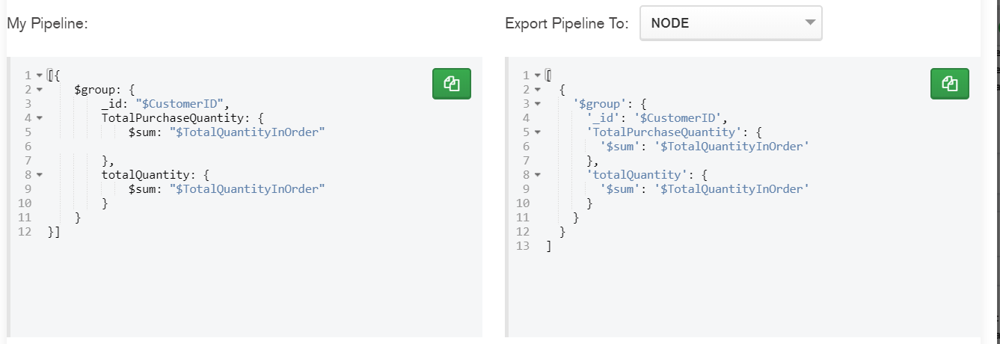 My Pipeline:
Export Pipeline To: NODE
1 [{
2 $group: {
3 _id: "$CustomerID",
4 TotalPurchaseQuantity: {
5 $sum: "$TotalQuantityInOrder"
6
7 },
8 totalQuantity: {
9 $sum: "$TotalQuantityInOrder"
10 }
11 }
12 }]
1 [
2 {
3 '$group': {
4 '_id': '$CustomerID',
5 'TotalPurchaseQuantity': {
6 '$sum': '$TotalQuantityInOrder'
7 },
8 'totalQuantity': {
9 '$sum': '$TotalQuantityInOrder'
10 }
11 }
12 }
13 ]